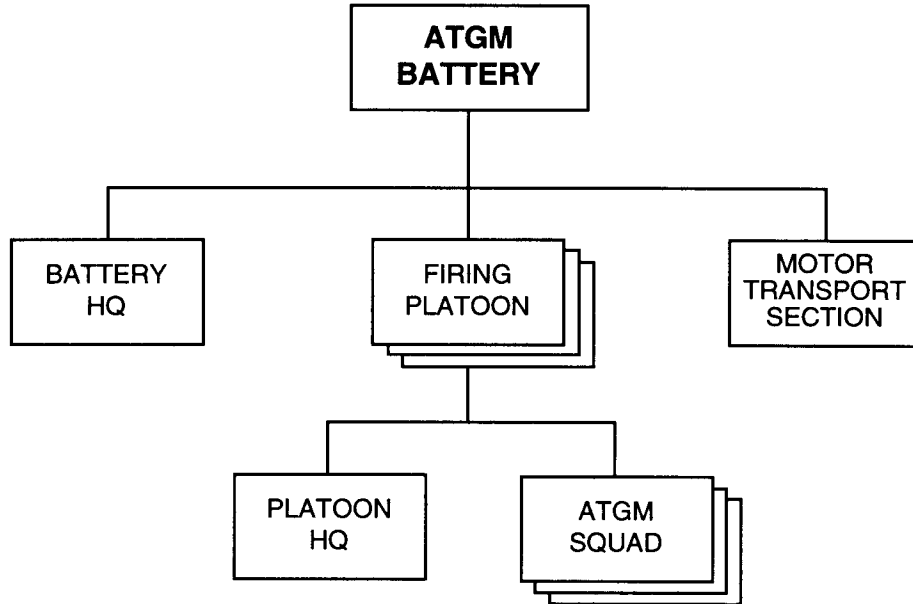 ATGM
BATTERY
BATTERY
HQ
FIRING
PLATOON
MOTOR
TRANSPORT
SECTION
PLATOON
HQ
ATGM
SQUAD